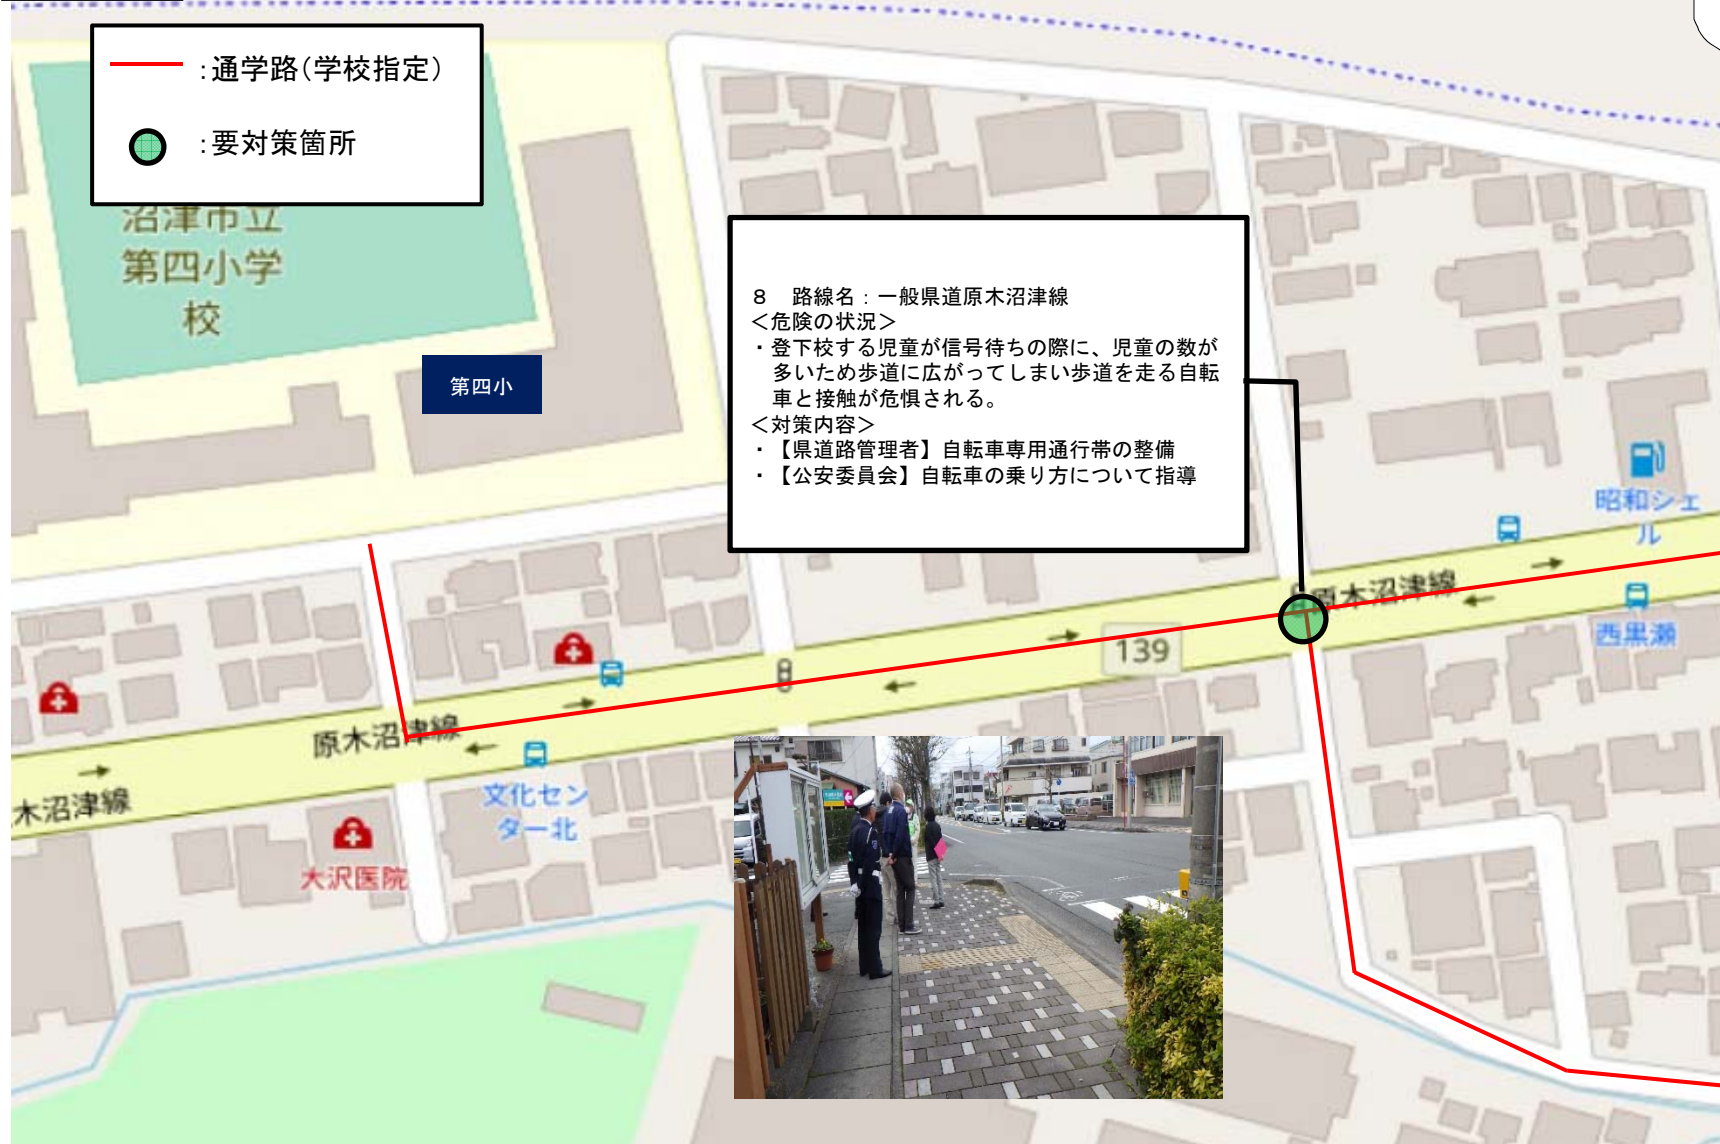 :通学路(学校指定)
:要対策箇所
沼津市立
第四小学
校
第四小
８　路線名：一般県道原木沼津線
＜危険の状況＞
・登下校する児童が信号待ちの際に、児童の数が
多いため歩道に広がってしまい歩道を走る自転
車と接触が危惧される。
＜対策内容＞
・【県道路管理者】自転車専用通行帯の整備
・【公安委員会】自転車の乗り方について指導
昭和シェ
ル
原木沼津線
西黒瀬
139
原木沼津線
木沼津線
文化セン
ター北
大沢医院